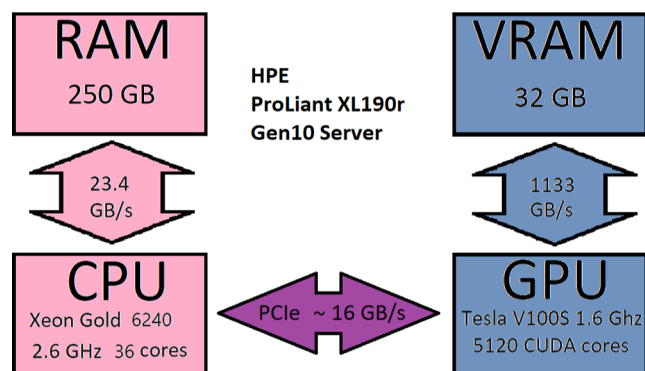 RAM
250 GB
HPE
ProLiant XL190r
Gen10 Server
VRAM
32 GB
23.4
GB/s
1133
GB/s
CPU
Xeon Gold 6240
2.6 GHz 36 cores
PCIe ~ 16 GB/s
GPU
Tesla V100S 1.6 Ghz
5120 CUDA cores